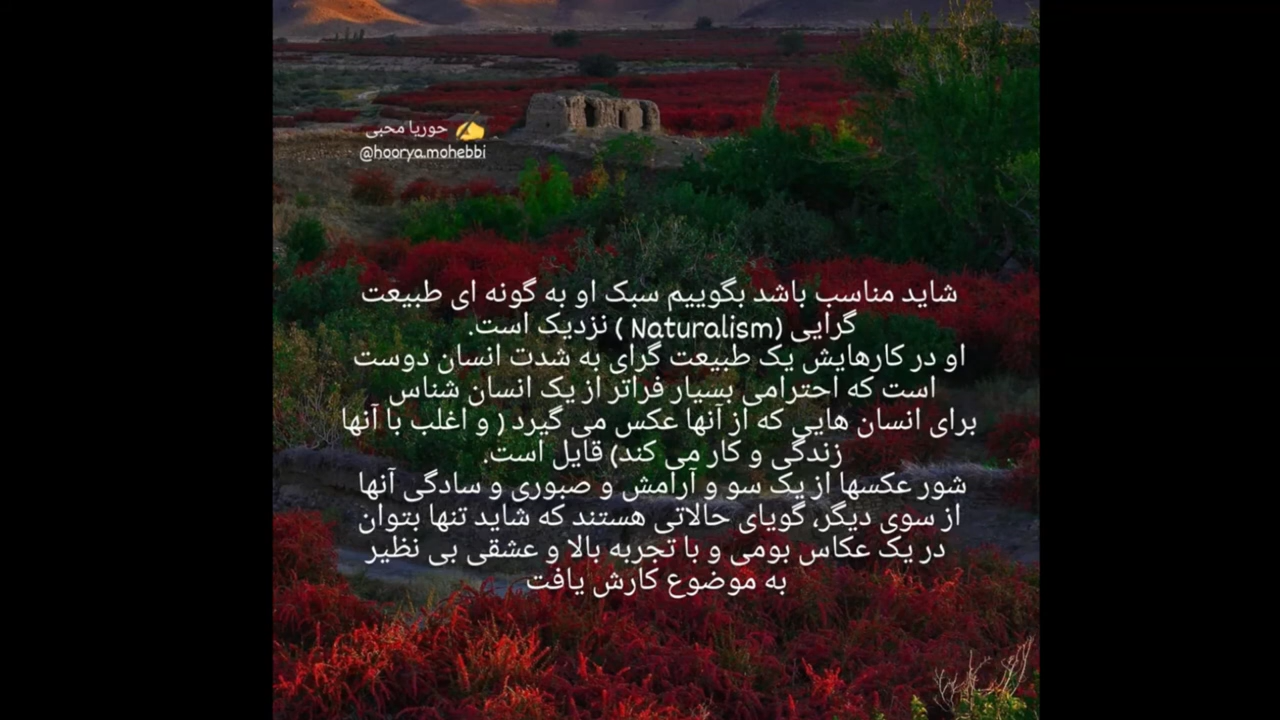 حوریا محبی ✍
@hoorya.mohebbi
شاید مناسب باشد بگوییم سبک او به گونه ای طبیعت
گرایی (Naturalism ) نزدیک است.
او در کارهایش یک طبیعت گرای به شدت انسان دوست
است که احترامی بسیار فراتر از یک انسان شناس
برای انسان هایی که از آنها عکس می گیرد ( و اغلب با آنها
زندگی و کار می کند) قایل است.
شور عکسها از یک سو و آرامش و صبوری و سادگی آنها
از سوی دیگر، گویای حالاتی هستند که شاید تنها بتوان
در یک عکاس بومی و با تجربه بالا و عشقی بی نظیر
به موضوع کارش یافت